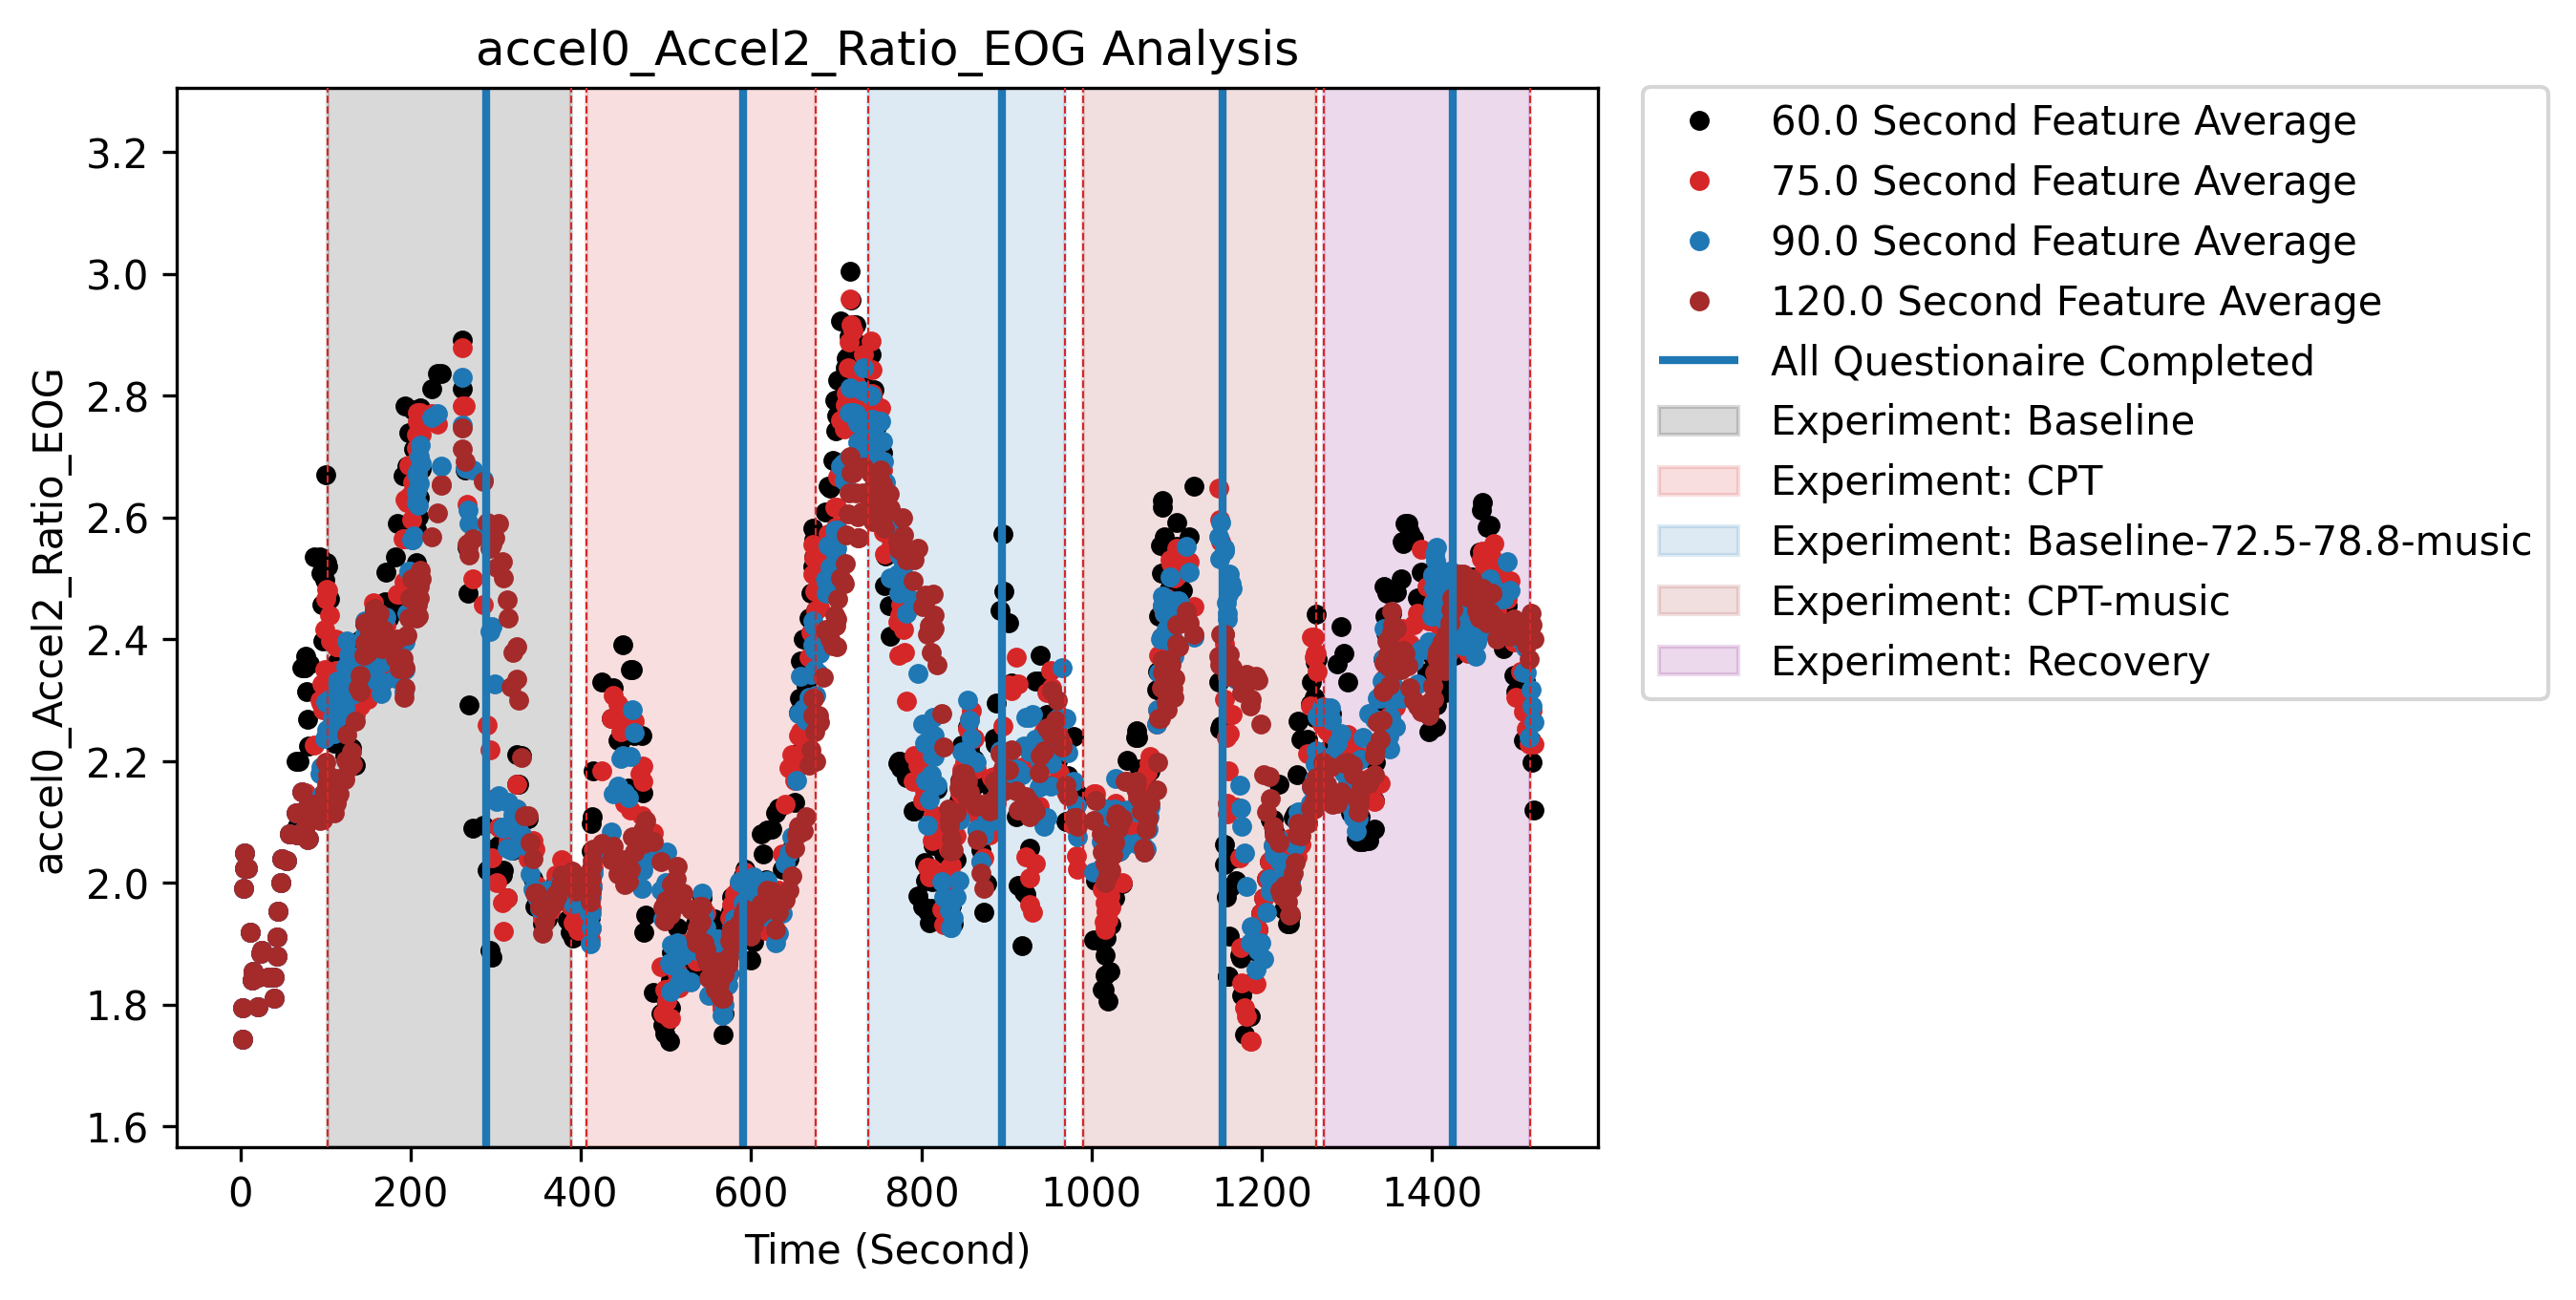 accel0_Accel2_Ratio_EOG Analysis
accel0_Accel2_Ratio_EOG
3.2
3.0
2.8
2.6
2.4
2.2
2.0
1.8
1.6
0 200 400 600 800 1000 1200 1400
Time (Second)
60.0 Second Feature Average
75.0 Second Feature Average
90.0 Second Feature Average
120.0 Second Feature Average
All Questionaire Completed
Experiment: Baseline
Experiment: CPT
Experiment: Baseline-72.5-78.8-music
Experiment: CPT-music
Experiment: Recovery